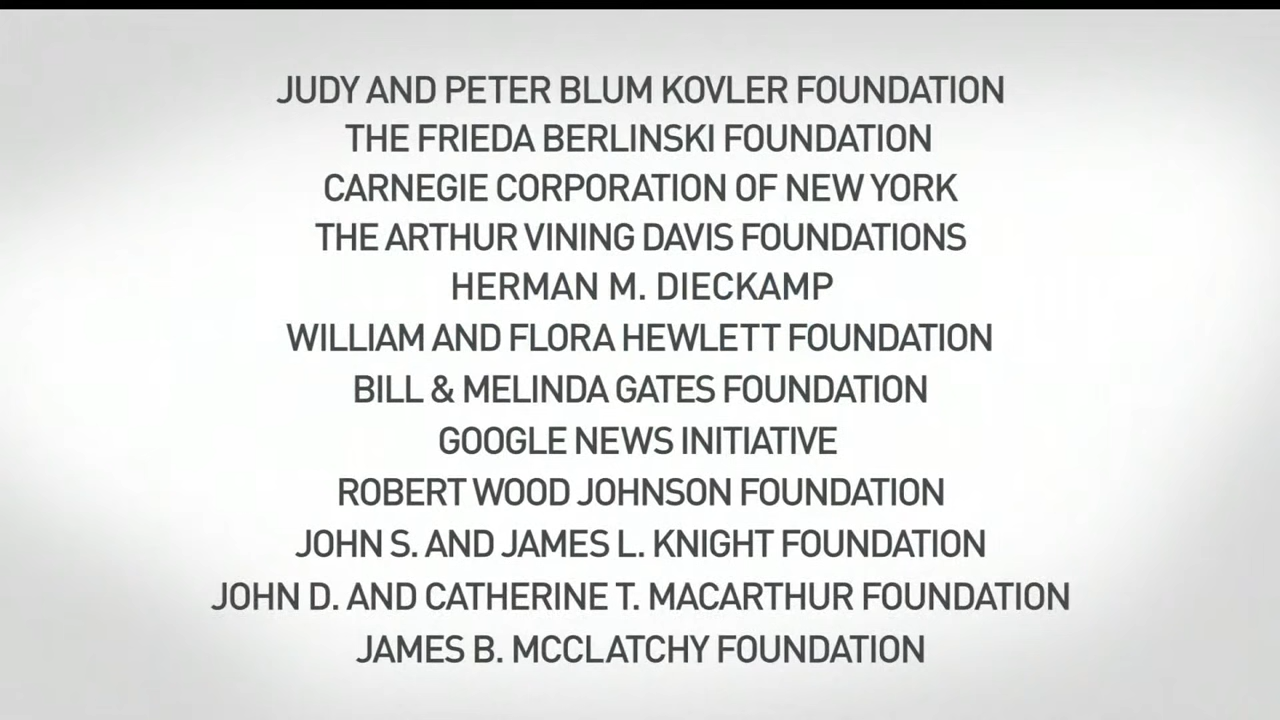 JUDY AND PETER BLUM KOVLER FOUNDATION
THE FRIEDA BERLINSKI FOUNDATION
CARNEGIE CORPORATION OF NEW YORK
THE ARTHUR VINING DAVIS FOUNDATIONS
HERMAN M. DIECKAMP
WILLIAM AND FLORA HEWLETT FOUNDATION
BILL & MELINDA GATES FOUNDATION
GOOGLE NEWS INITIATIVE
ROBERT WOOD JOHNSON FOUNDATION
JOHN S. AND JAMES L. KNIGHT FOUNDATION
JOHN D. AND CATHERINE T. MACARTHUR FOUNDATION
JAMES B. MCCLATCHY FOUNDATION